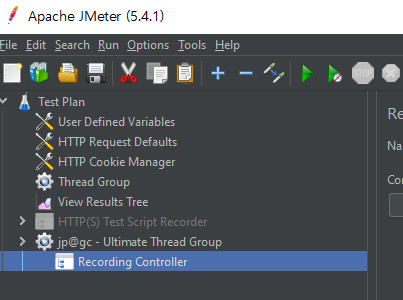 Apache JMeter (5.4.1)
File Edit Search Run Options Tools Help
STOP
Test Plan
User Defined Variables
HTTP Request Defaults
HTTP Cookie Manager
Thread Group
View Results Tree
HTTP(S) Test Script Recorder
jp@gc - Ultimate Thread Group
Recording Controller
Re
Na
Co